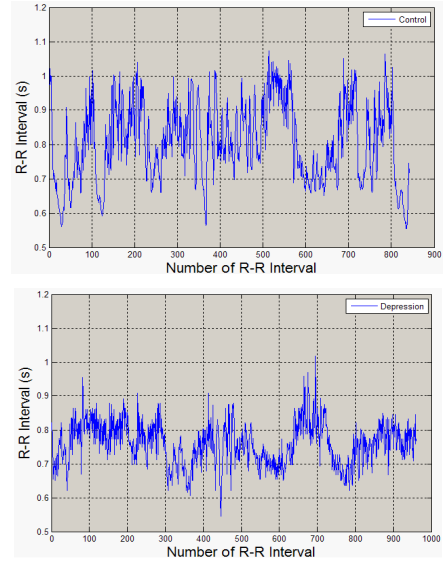 1.2
Control
1.1
1
0.9
0.8
0.7
0.6
0.5
R-R Interval (s)
0 100 200 300 400 500 600 700 800 900
Number of R-R Interval
1.2
Depression
1.1
1
0.9
0.8
0.7
0.6
0.5
R-R Interval (s)
0 100 200 300 400 500 600 700 800 900 1000
Number of R-R Interval